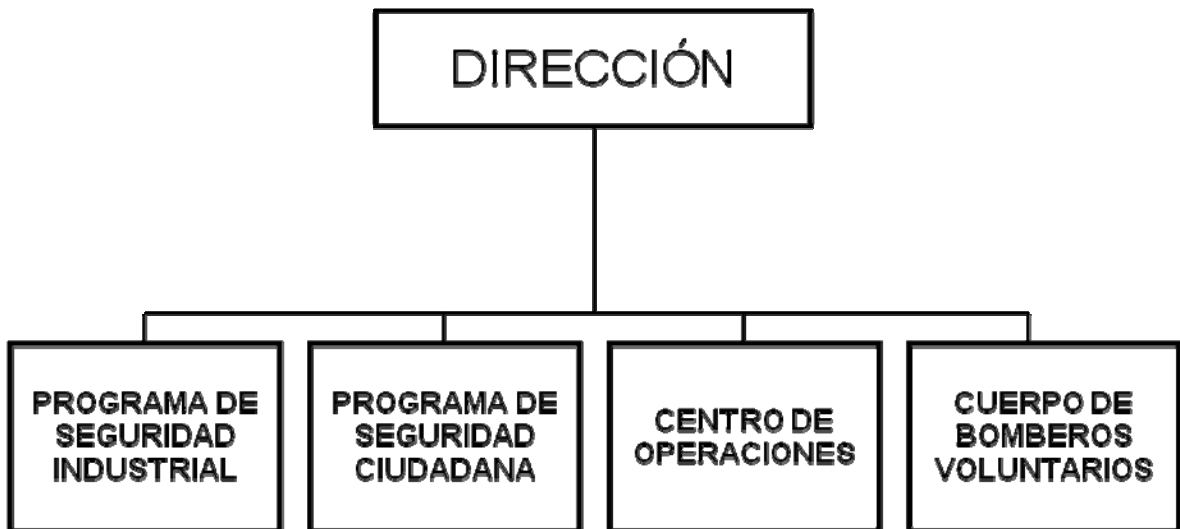 DIRECCIÓN
PROGRAMA DE
SEGURIDAD
INDUSTRIAL
PROGRAMA DE
SEGURIDAD
CIUDADANA
CENTRO DE
OPERACIONES
CUERPO DE
BOMBEROS
VOLUNTARIOS